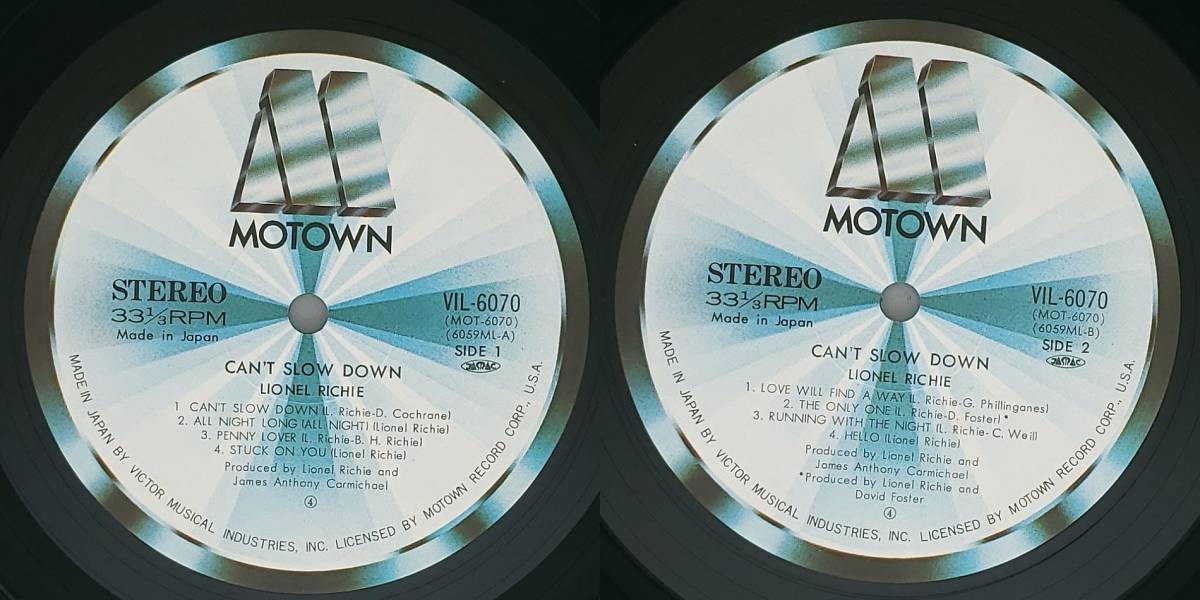 MOTOWN
STEREO
33⅓RPM
Made in Japan
VIL-6070
(MOT-6070)
(6059ML-A)
SIDE 1
JASRAC
CAN'T SLOW DOWN
LIONEL RICHIE
1 CAN'T SLOW DOWN (L. Richie-D. Cochrane)
2. ALL NIGHT LONG (ALL NIGHT) (Lionel Richie)
3. PENNY LOVER (L. Richie-B. H. Richie)
4. STUCK ON YOU (Lionel Richie)
Produced by Lionel Richie and
James Anthony Carmichael
④
MADE IN JAPAN BY VICTOR MUSICAL INDUSTRIES, INC. LICENSED BY MOTOWN RECORD CORP., U.S.A.
MOTOWN
STEREO
33⅓RPM
Made in Japan
VIL-6070
(MOT-6070)
(6059ML-B)
SIDE 2
JASRAC
CAN'T SLOW DOWN
LIONEL RICHIE
1. LOVE WILL FIND A WAY (L. Richie-G. Phillinganes)
2. THE ONLY ONE (L. Richie-D. Foster) *
3. RUNNING WITH THE NIGHT (L. Richie-C. Weill
4. HELLO (Lionel Richie)
Produced by Lionel Richie and
James Anthony Carmichael
*Produced by Lionel Richie and
David Foster
④
MADE IN JAPAN BY VICTOR MUSICAL INDUSTRIES, INC. LICENSED BY MOTOWN RECORD CORP., U.S.A.